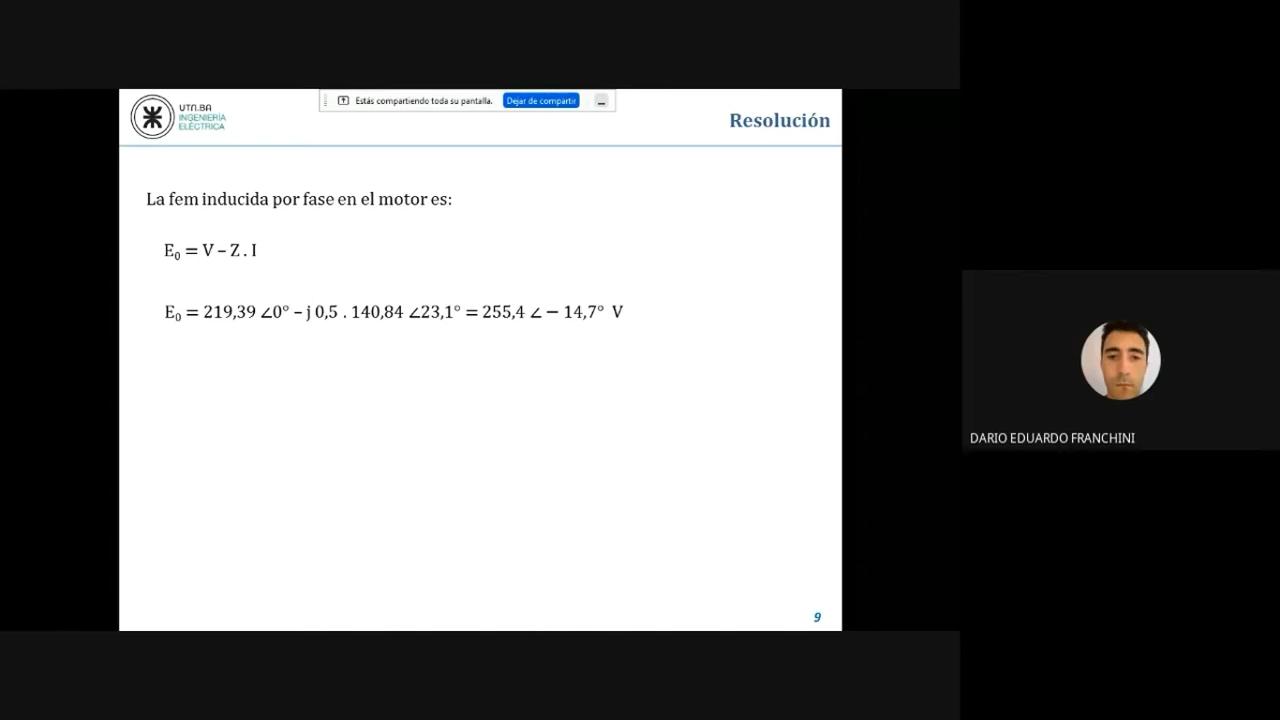 UTN.BA
INGENIERÍA
ELÉCTRICA
Estás compartiendo toda su pantalla.
Dejar de compartir
Resolución
La fem inducida por fase en el motor es:
E₀ = V – Z . I
E₀ = 219,39 ∠0° – j 0,5 . 140,84 ∠23,1° = 255,4 ∠ − 14,7° V
DARIO EDUARDO FRANCHINI
9